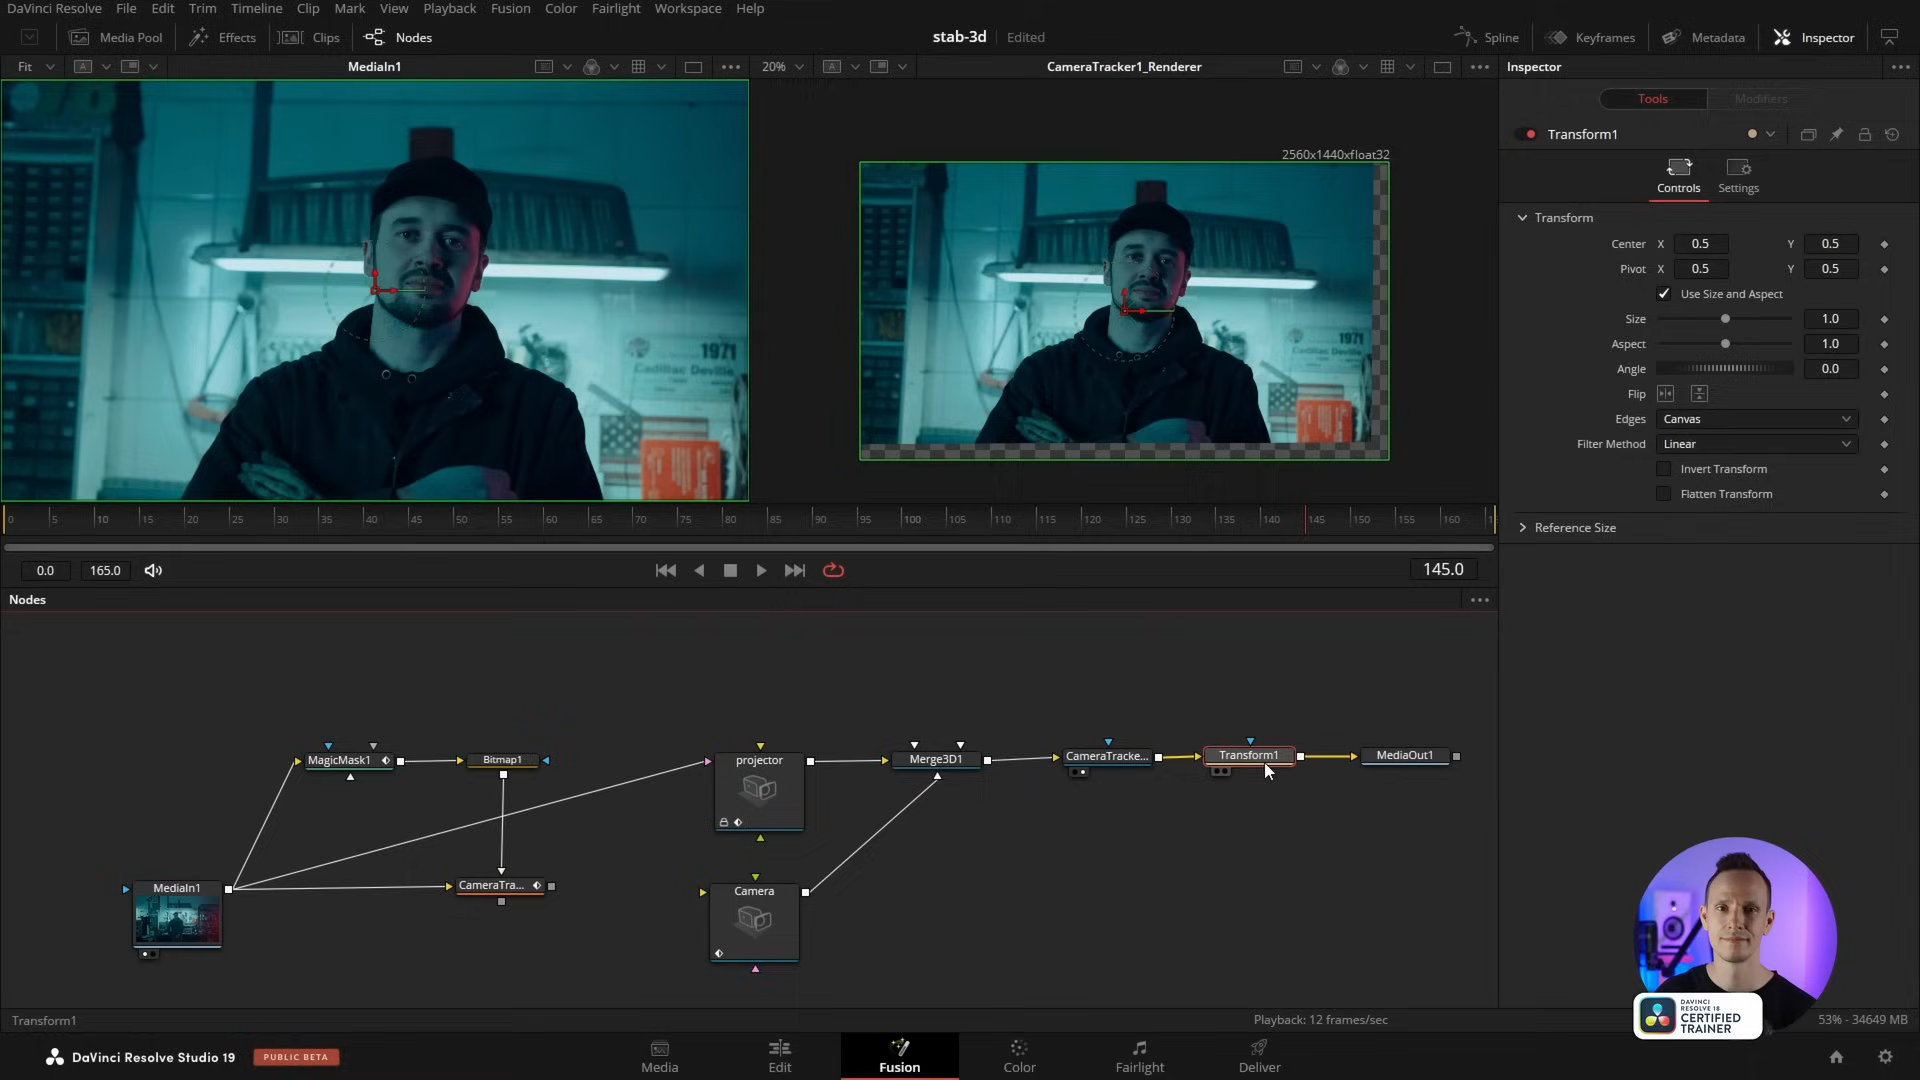 DaVinci Resolve File Edit Trim Timeline Clip Mark View Playback Fusion Color Fairlight Workspace Help
Media Pool Effects Clips Nodes stab-3d Edited Spline Keyframes Metadata Inspector
Fit A MediaIn1 20% A CameraTracker1_Renderer Inspector
Tools Modifiers
Transform1
Controls Settings
2560x1440xfloat32
Transform
Center X 0.5 Y 0.5
Pivot X 0.5 Y 0.5
Use Size and Aspect
Size 1.0
Aspect 1.0
Angle 0.0
Flip
Edges Canvas
Filter Method Linear
Invert Transform
Flatten Transform
Reference Size
1971
Cadillac Deville
0 5 10 15 20 25 30 35 40 45 50 55 60 65 70 75 80 85 90 95 100 105 110 115 120 125 130 135 140 145 150 155 160
0.0 165.0 145.0
Nodes
MagicMask1 Bitmap1 projector Merge3D1 CameraTracke... Transform1 MediaOut1
MediaIn1 CameraTra... Camera
Transform1 Playback: 12 frames/sec 53% - 34649 MB
DAVINCI
RESOLVE 18
CERTIFIED
TRAINER
DaVinci Resolve Studio 19 PUBLIC BETA
Media Edit Fusion Color Fairlight Deliver